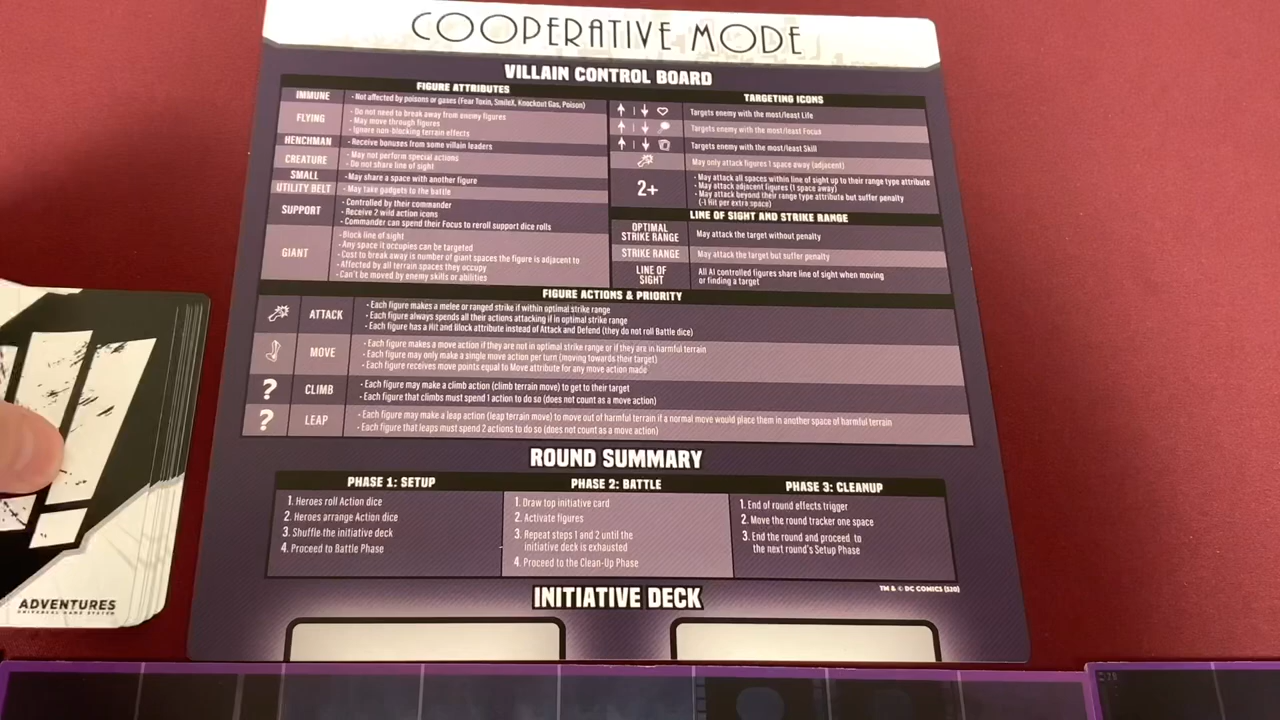 COOPERATIVE MODE
VILLAIN CONTROL BOARD
FIGURE ATTRIBUTES
IMMUNE
- Not affected by poisons or gases (Fear Toxin, SmileX, Knockout Gas, Poison)
FLYING
- Do not need to break away from enemy figures
- May move through figures
- Ignore non-blocking terrain effects
HENCHMAN
- Receive bonuses from some villain leaders
CREATURE
- May not perform special actions
- Do not share line of sight
SMALL
- May share a space with another figure
UTILITY BELT
- May take gadgets to the battle
SUPPORT
- Controlled by their commander
- Receive 2 wild action icons
- Commander can spend their Focus to reroll support dice rolls
GIANT
- Block line of sight
- Any space it occupies can be targeted
- Cost to break away is number of giant spaces the figure is adjacent to
- Affected by all terrain spaces they occupy
- Can't be moved by enemy skills or abilities
TARGETING ICONS
Targets enemy with the most/least Life
Targets enemy with the most/least Focus
Targets enemy with the most/least Skill
May only attack figures 1 space away (adjacent)
2+
- May attack all spaces within line of sight up to their range type attribute
- May attack adjacent figures (1 space away)
- May attack beyond their range type attribute but suffer penalty
(-1 Hit per extra space)
LINE OF SIGHT AND STRIKE RANGE
OPTIMAL
STRIKE RANGE
May attack the target without penalty
STRIKE RANGE
May attack the target but suffer penalty
LINE OF
SIGHT
All AI controlled figures share line of sight when moving
or finding a target
FIGURE ACTIONS & PRIORITY
ATTACK
- Each figure makes a melee or ranged strike if within optimal strike range
- Each figure always spends all their actions attacking if in optimal strike range
- Each figure has a Hit and Block attribute instead of Attack and Defend (they do not roll Battle dice)
MOVE
- Each figure makes a move action if they are not in optimal strike range or if they are in harmful terrain
- Each figure may only make a single move action per turn (moving towards their target)
- Each figure receives move points equal to Move attribute for any move action made
? CLIMB
- Each figure may make a climb action (climb terrain move) to get to their target
- Each figure that climbs must spend 1 action to do so (does not count as a move action)
? LEAP
- Each figure may make a leap action (leap terrain move) to move out of harmful terrain if a normal move would place them in another space of harmful terrain
- Each figure that leaps must spend 2 actions to do so (does not count as a move action)
ROUND SUMMARY
PHASE 1: SETUP
1. Heroes roll Action dice
2. Heroes arrange Action dice
3. Shuffle the initiative deck
4. Proceed to Battle Phase
PHASE 2: BATTLE
1. Draw top initiative card
2. Activate figures
3. Repeat steps 1 and 2 until the
initiative deck is exhausted
4. Proceed to the Clean-Up Phase
PHASE 3: CLEANUP
1. End of round effects trigger
2. Move the round tracker one space
3. End the round and proceed to
the next round's Setup Phase
TM & © DC COMICS (s20)
INITIATIVE DECK
ADVENTURES
UNIVERSAL GAME SYSTEM